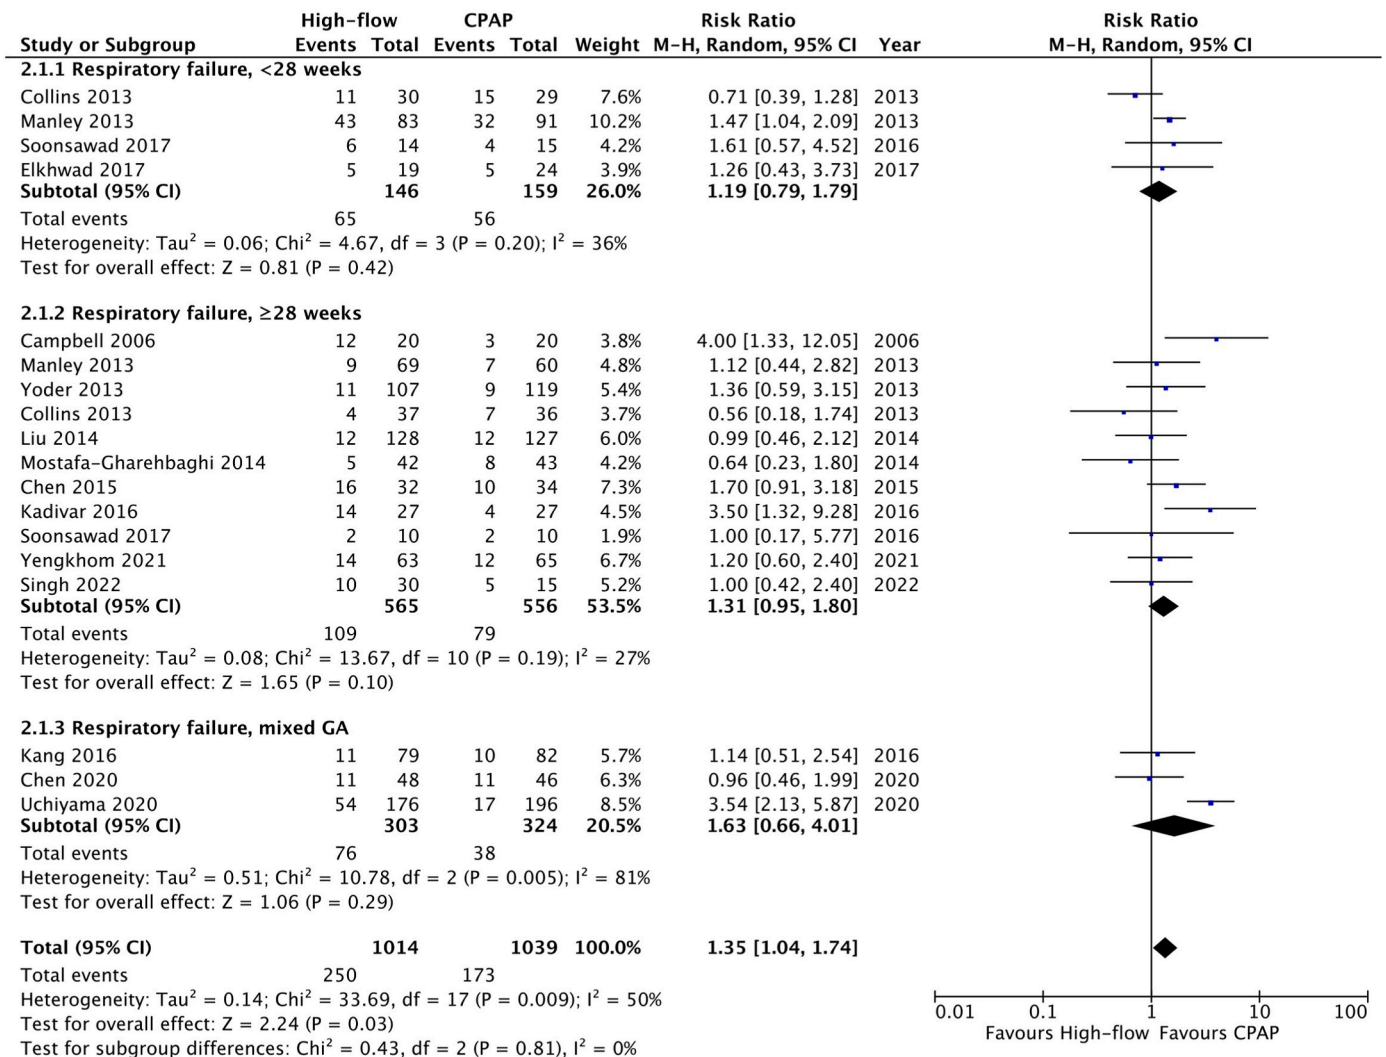 High-flow CPAP Risk Ratio Risk Ratio
Study or Subgroup Events Total Events Total Weight M-H, Random, 95% CI Year M-H, Random, 95% CI
2.1.1 Respiratory failure, <28 weeks
Collins 2013 11 30 15 29 7.6% 0.71 [0.39, 1.28] 2013
Manley 2013 43 83 32 91 10.2% 1.47 [1.04, 2.09] 2013
Soonsawad 2017 6 14 4 15 4.2% 1.61 [0.57, 4.52] 2016
Elkhwad 2017 5 19 5 24 3.9% 1.26 [0.43, 3.73] 2017
Subtotal (95% CI) 146 159 26.0% 1.19 [0.79, 1.79]
Total events 65 56
Heterogeneity: Tau² = 0.06; Chi² = 4.67, df = 3 (P = 0.20); I² = 36%
Test for overall effect: Z = 0.81 (P = 0.42)
2.1.2 Respiratory failure, ≥28 weeks
Campbell 2006 12 20 3 20 3.8% 4.00 [1.33, 12.05] 2006
Manley 2013 9 69 7 60 4.8% 1.12 [0.44, 2.82] 2013
Yoder 2013 11 107 9 119 5.4% 1.36 [0.59, 3.15] 2013
Collins 2013 4 37 7 36 3.7% 0.56 [0.18, 1.74] 2013
Liu 2014 12 128 12 127 6.0% 0.99 [0.46, 2.12] 2014
Mostafa-Gharehbaghi 2014 5 42 8 43 4.2% 0.64 [0.23, 1.80] 2014
Chen 2015 16 32 10 34 7.3% 1.70 [0.91, 3.18] 2015
Kadivar 2016 14 27 4 27 4.5% 3.50 [1.32, 9.28] 2016
Soonsawad 2017 2 10 2 10 1.9% 1.00 [0.17, 5.77] 2016
Yengkhom 2021 14 63 12 65 6.7% 1.20 [0.60, 2.40] 2021
Singh 2022 10 30 5 15 5.2% 1.00 [0.42, 2.40] 2022
Subtotal (95% CI) 565 556 53.5% 1.31 [0.95, 1.80]
Total events 109 79
Heterogeneity: Tau² = 0.08; Chi² = 13.67, df = 10 (P = 0.19); I² = 27%
Test for overall effect: Z = 1.65 (P = 0.10)
2.1.3 Respiratory failure, mixed GA
Kang 2016 11 79 10 82 5.7% 1.14 [0.51, 2.54] 2016
Chen 2020 11 48 11 46 6.3% 0.96 [0.46, 1.99] 2020
Uchiyama 2020 54 176 17 196 8.5% 3.54 [2.13, 5.87] 2020
Subtotal (95% CI) 303 324 20.5% 1.63 [0.66, 4.01]
Total events 76 38
Heterogeneity: Tau² = 0.51; Chi² = 10.78, df = 2 (P = 0.005); I² = 81%
Test for overall effect: Z = 1.06 (P = 0.29)
Total (95% CI) 1014 1039 100.0% 1.35 [1.04, 1.74]
Total events 250 173
Heterogeneity: Tau² = 0.14; Chi² = 33.69, df = 17 (P = 0.009); I² = 50%
Test for overall effect: Z = 2.24 (P = 0.03)
Test for subgroup differences: Chi² = 0.43, df = 2 (P = 0.81), I² = 0%
0.01 0.1 1 10 100
Favours High-flow Favours CPAP